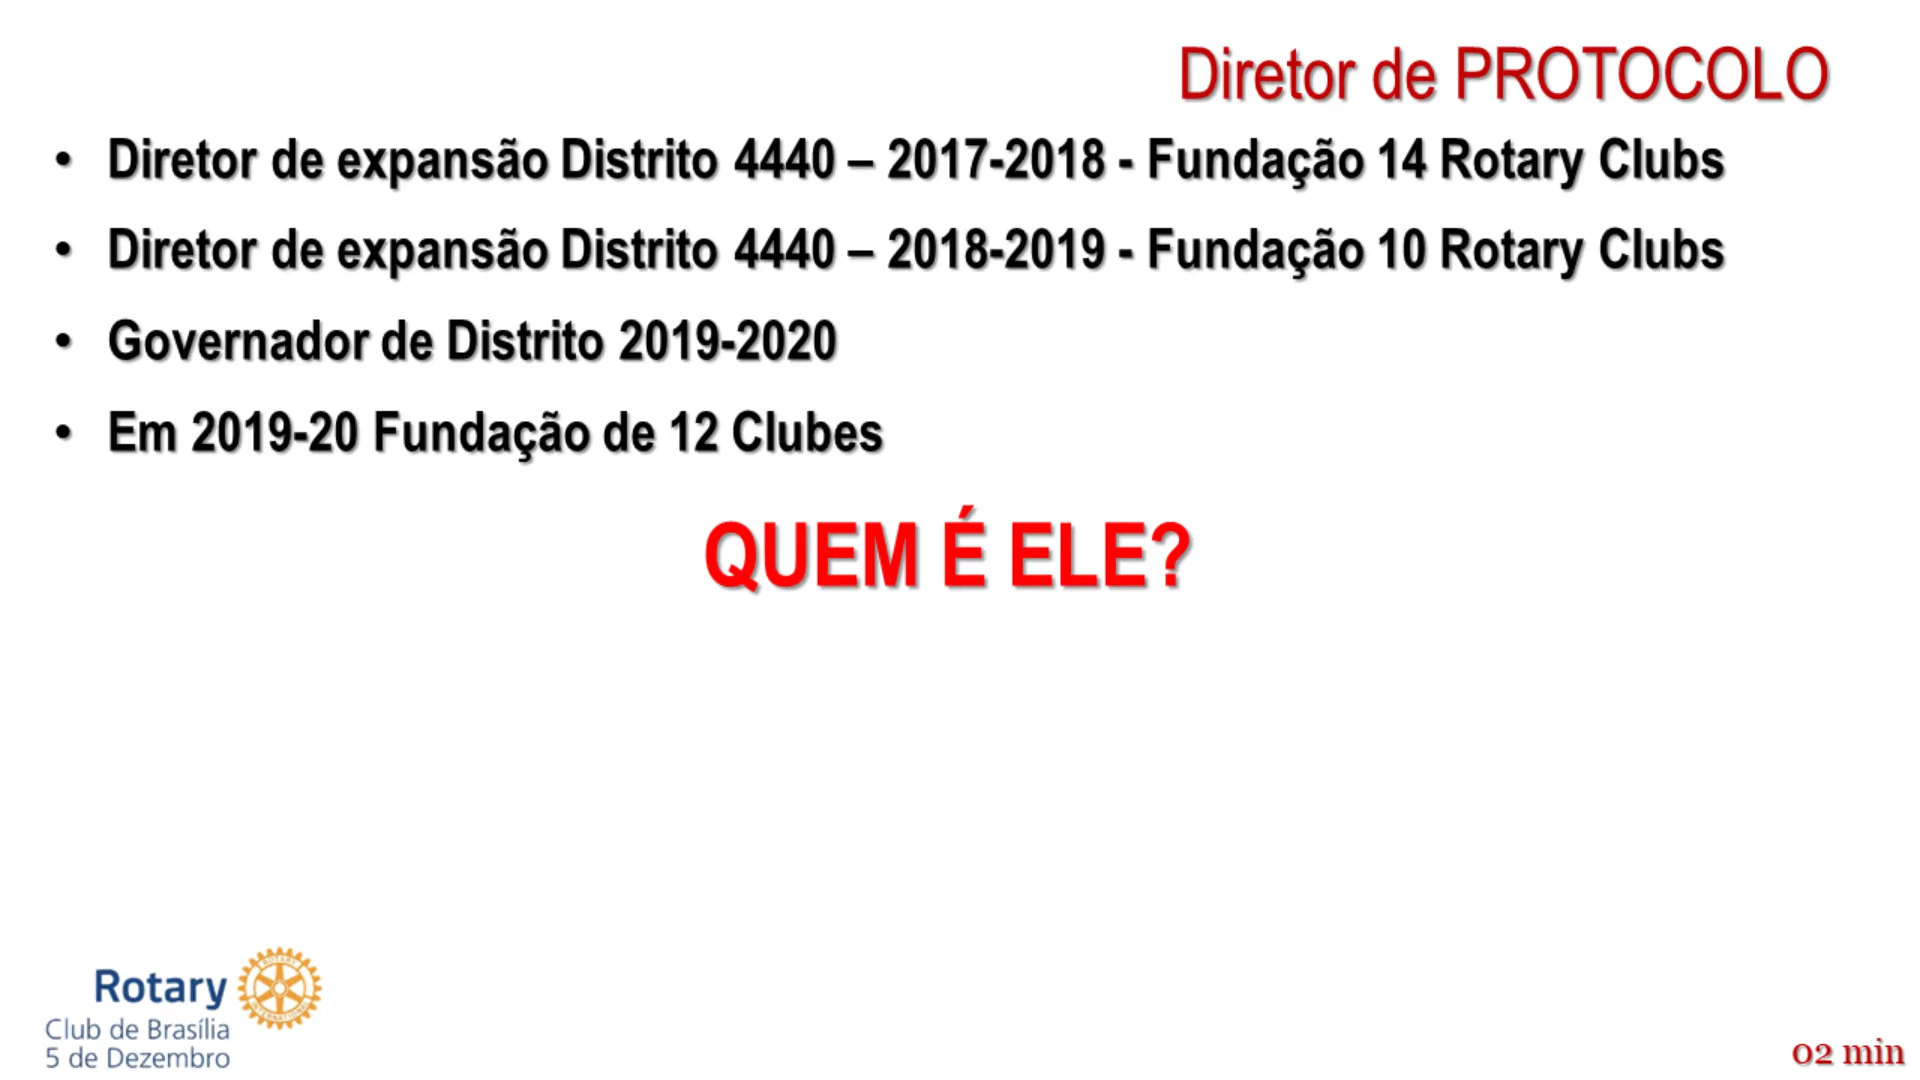 Diretor de PROTOCOLO
• Diretor de expansão Distrito 4440 – 2017-2018 - Fundação 14 Rotary Clubs
• Diretor de expansão Distrito 4440 – 2018-2019 - Fundação 10 Rotary Clubs
• Governador de Distrito 2019-2020
• Em 2019-20 Fundação de 12 Clubes
QUEM É ELE?
Rotary
ROTARY
INTERNATIONAL
Club de Brasília
5 de Dezembro
02 min